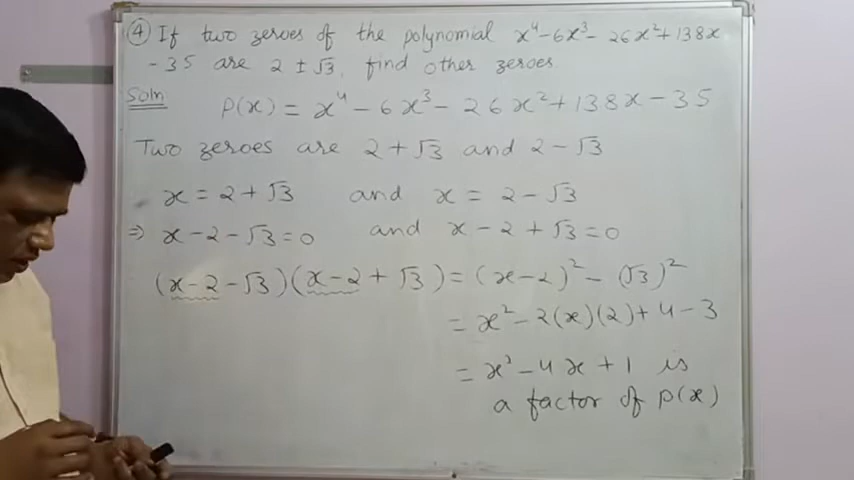 ④ If two zeroes of the polynomial x⁴-6x³-26x²+138x
-35 are 2±√3, find other zeroes.
Soln
p(x) = x⁴-6x³-26x²+138x-35
Two zeroes are 2+√3 and 2-√3
x = 2+√3 and x = 2-√3
⇒ x-2-√3=0 and x-2+√3=0
(x-2-√3)(x-2+√3) = (x-2)²-(√3)²
= x²-2(x)(2)+4-3
= x²-4x+1 is
a factor of p(x)